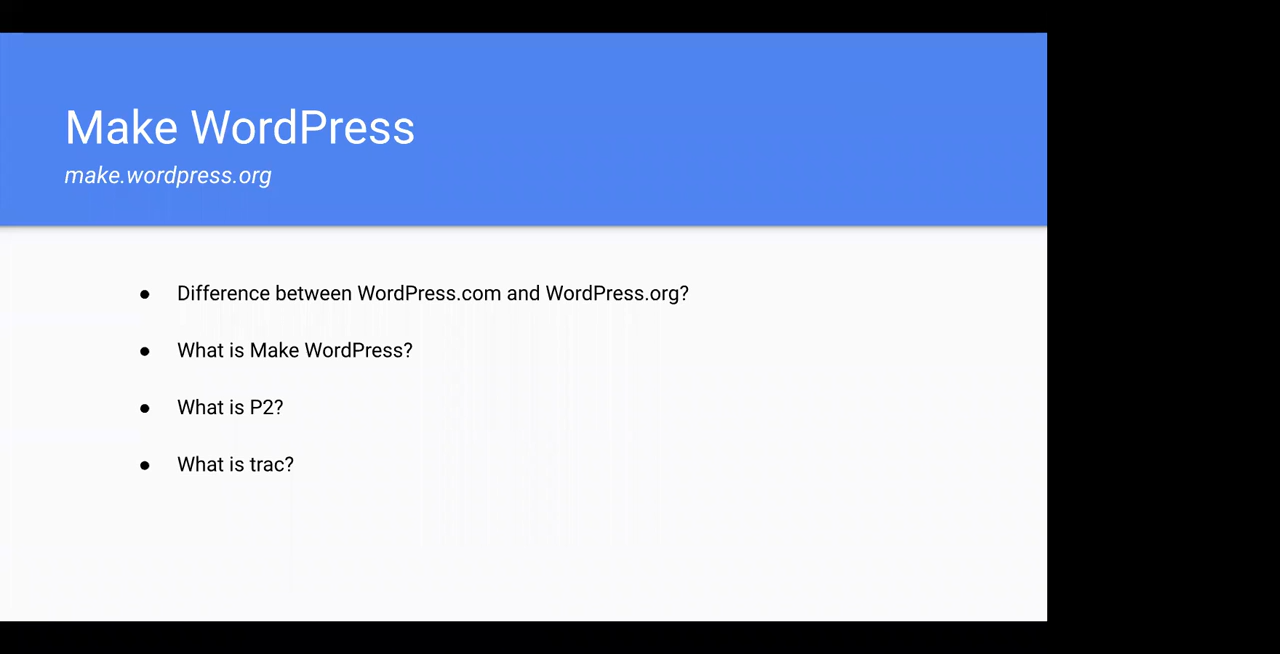 Make WordPress
make.wordpress.org
● Difference between WordPress.com and WordPress.org?
● What is Make WordPress?
● What is P2?
● What is trac?